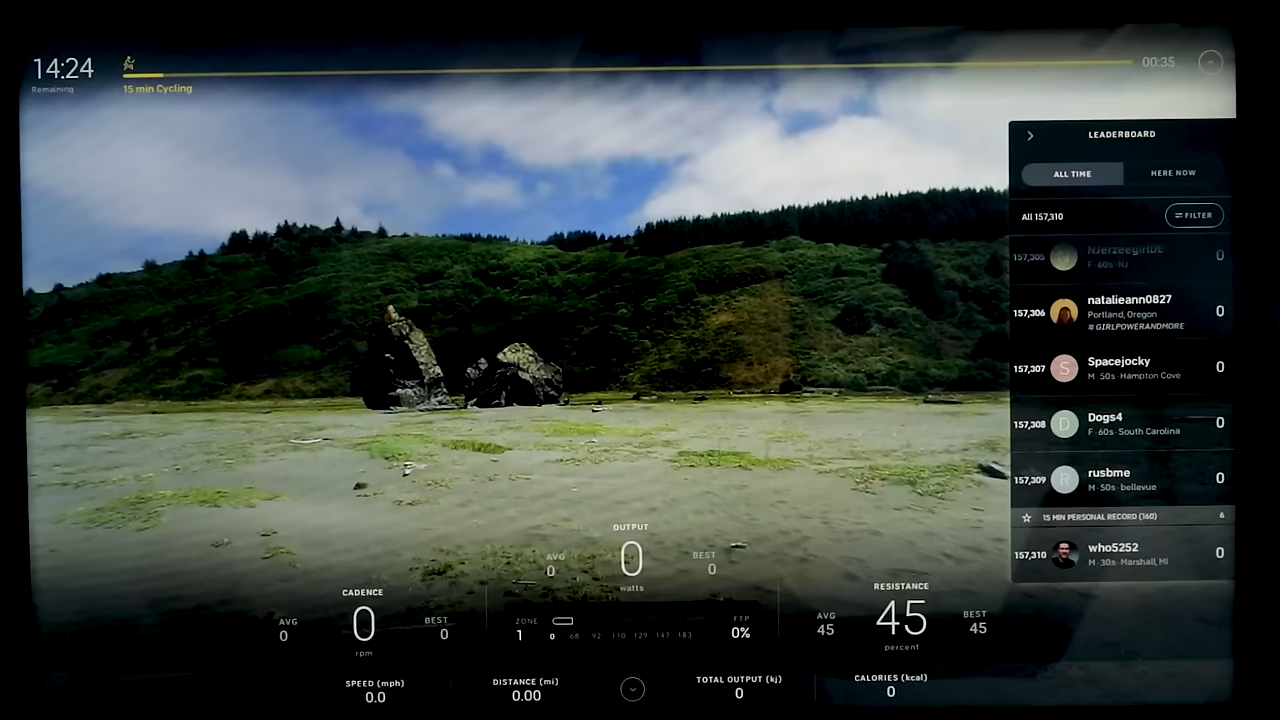 14:24
Remaining
15 min Cycling
00:35
LEADERBOARD
ALL TIME
HERE NOW
All 157,310
FILTER
157,305
N
NJerzeegirlDE
F · 60s · NJ
0
157,306
natalieann0827
Portland, Oregon
# GIRLPOWERANDMORE
0
157,307
S
Spacejocky
M · 50s · Hampton Cove
0
157,308
D
Dogs4
F · 60s · South Carolina
0
157,309
R
rusbme
M · 50s · bellevue
0
15 MIN PERSONAL RECORD (160)
6
157,310
who5252
M · 30s · Marshall, MI
0
OUTPUT
AVG
0
0
BEST
0
watts
CADENCE
AVG
0
0
BEST
0
rpm
ZONE
1
0 68 92 110 129 147 183
FTP
0%
RESISTANCE
AVG
45
45
BEST
45
percent
SPEED (mph)
0.0
DISTANCE (mi)
0.00
TOTAL OUTPUT (kj)
0
CALORIES (kcal)
0